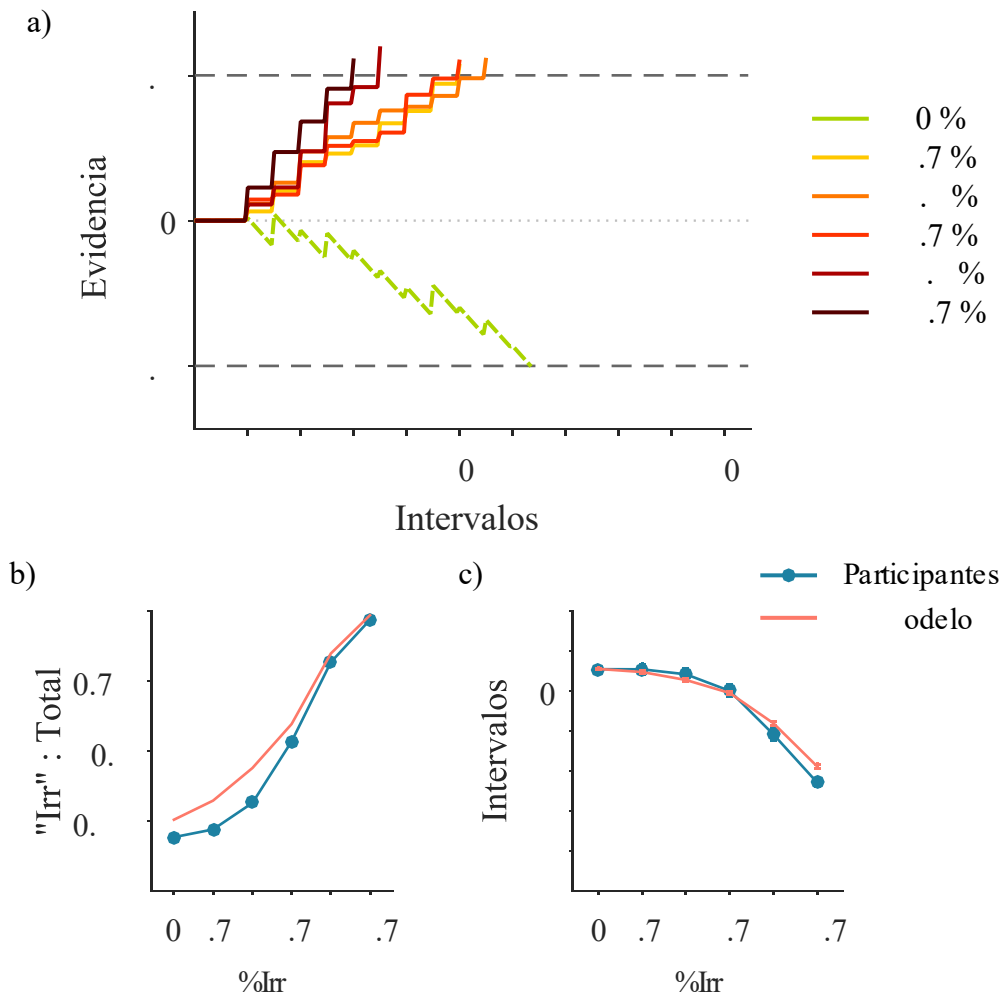 a)
.
0 %
.7 %
. %
.7 %
. %
.7 %
Evidencia
0
.
0 0
Intervalos
b)
c)
Participantes
odelo
"Irr" : Total
0.7
0.
0.
0 .7 .7 .7
%Irr
Intervalos
0
0 .7 .7 .7
%Irr